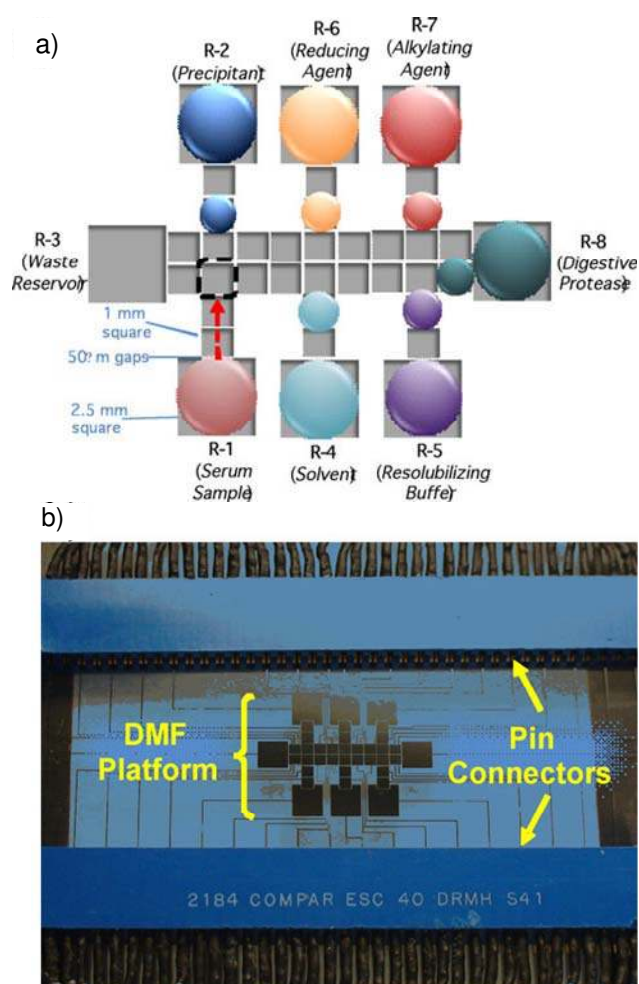 a)
R-2
(Precipitant)
R-6
(Reducing
Agent)
R-7
(Alkylating
Agent)
R-3
(Waste
Reservor)
R-8
(Digestive
Protease)
1 mm
square
50?m gaps
2.5 mm
square
R-1
(Serum
Sample)
R-4
(Solvent)
R-5
(Resolubilizing
Buffer)
b)
DMF
Platform
Pin
Connectors
2184 COMPAR ESC 40 DRMH S41